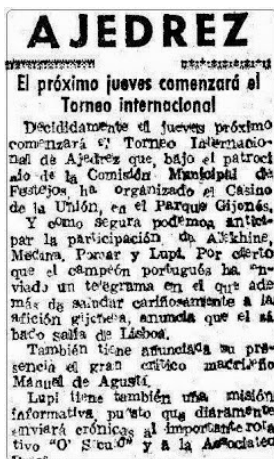 AJEDREZ
El próximo jueves comenzará el
Torneo internacional
Decididamente el jueves próximo
comenzará el Torneo Internacio-
nal de Ajedrez que, bajo el patroci-
nio de la Comisión Municipal de
Festejos, ha organizado el Casino
de la Unión, en el Parque Gijonés.
Y como segura podemos antici-
par la participación de Alekhine,
Medina, Pomar y Lupi. Por cierto
que el campeón portugués ha en-
viado un telegrama en el que ade
más de saludar cariñosamente a la
afición gijonesa, anuncia que el sá
bado salía de Lisboa.
También tiene anunciada su pre-
sencia el gran crítico madrileño
Manuel de Agustí.
Lupi tiene también una misión
informativa, puesto que diariamente
enviará crónicas al importante rota
tivo "O' Século" y a la Associated